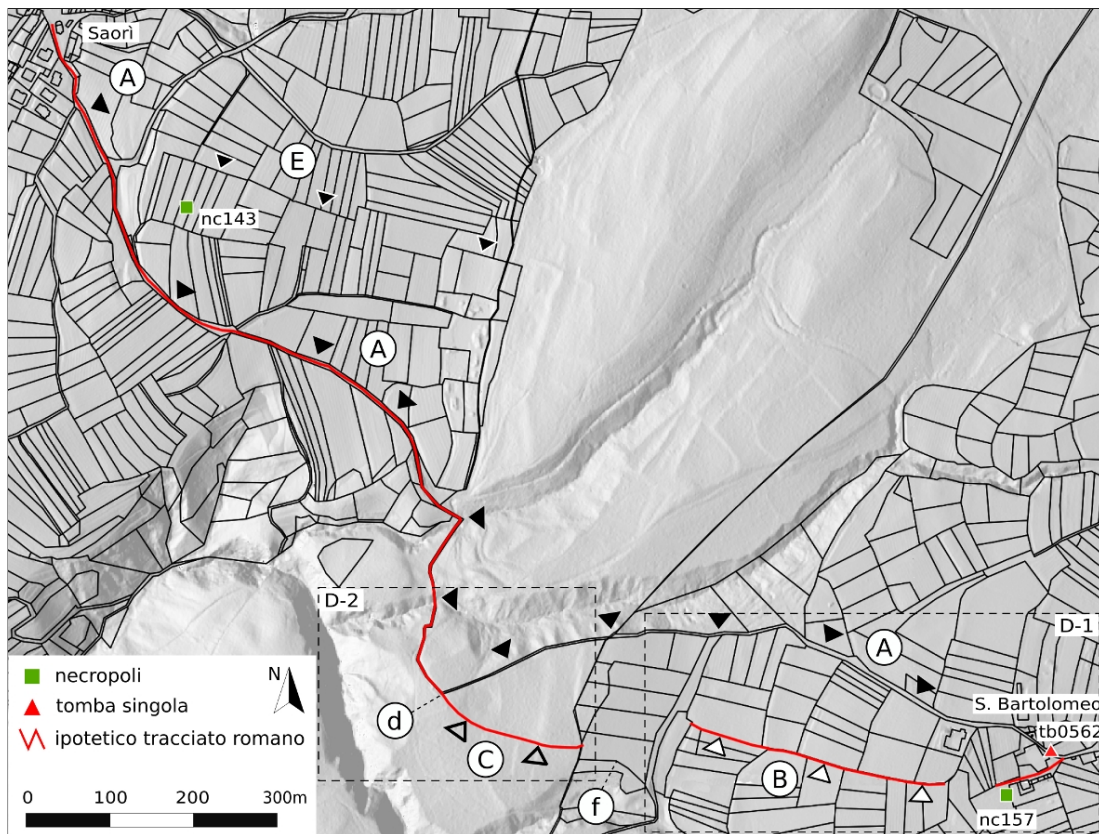 Saorì
A
E
nc143
A
D-2
D-1
A
necropoli
N
tomba singola
S. Bartolomeo
d
tb0562
ipotetico tracciato romano
C
B
0 100 200 300m
f
nc157